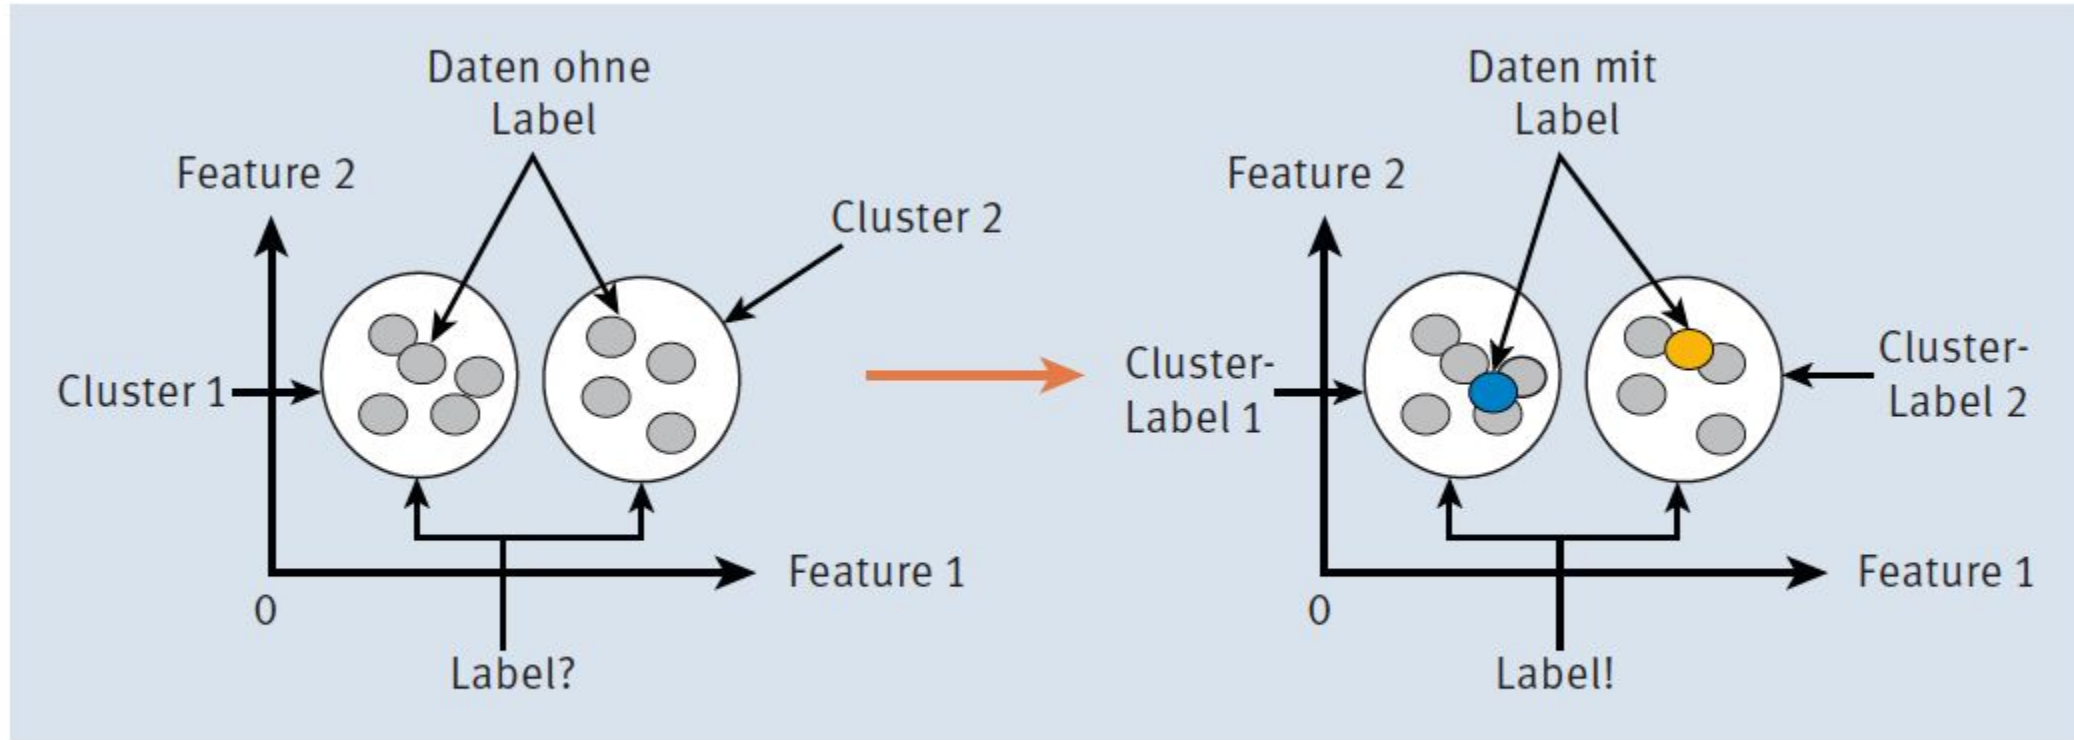 Daten ohne
Label
Feature 2
Cluster 2
Cluster 1
Feature 1
0
Label?
Daten mit
Label
Feature 2
Cluster-
Label 1
Cluster-
Label 2
Feature 1
0
Label!